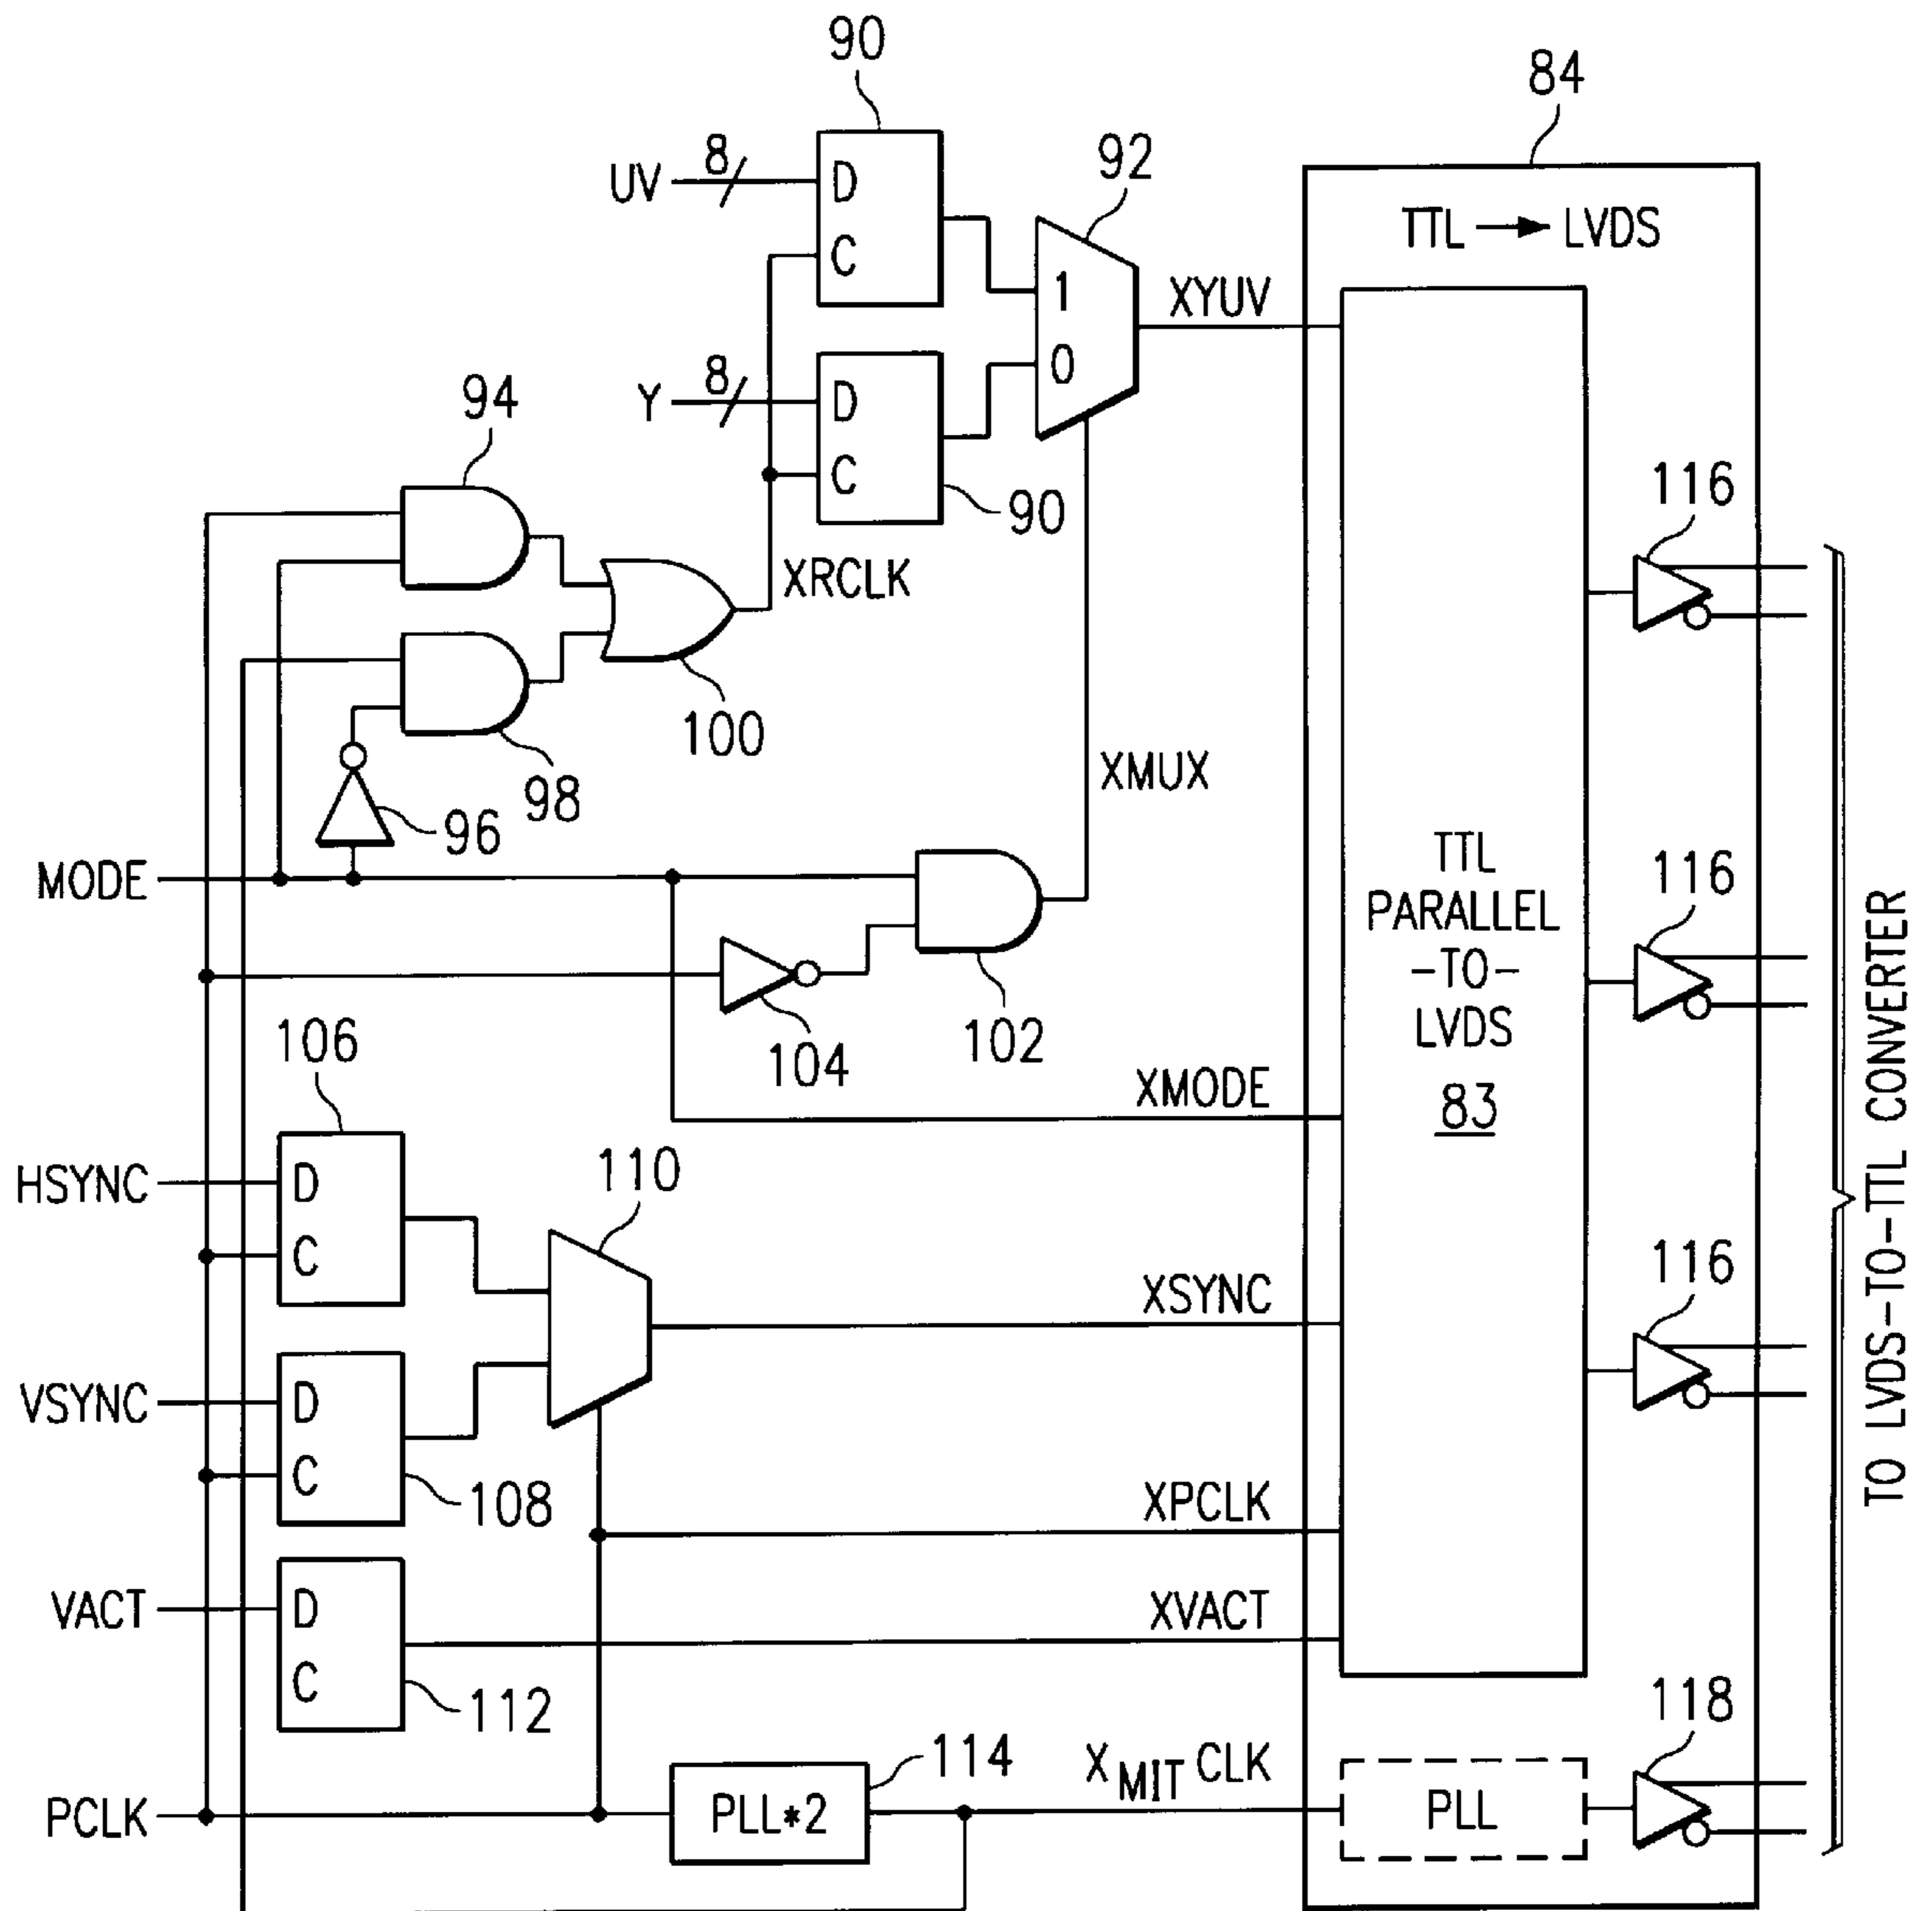 90
84
92
UV
8
D
C
TTL → LVDS
1
0
XYUV
Y
8
D
C
90
94
XRCLK
116
100
98
96
XMUX
MODE
TTL
PARALLEL
-TO-
LVDS
83
116
104
102
106
XMODE
HSYNC
D
C
110
XSYNC
116
VSYNC
D
C
108
XPCLK
VACT
D
C
112
XVACT
118
114
PCLK
PLL*2
XMIT CLK
PLL
TO LVDS-TO-TTL CONVERTER